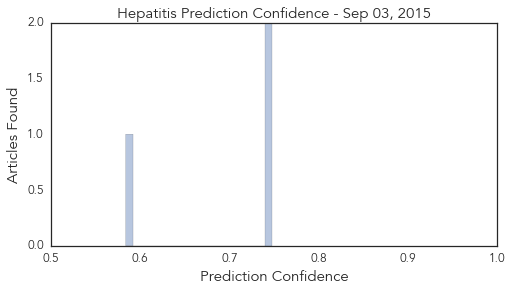 Hepatitis Prediction Confidence - Sep 03, 2015
2.0
1.5
1.0
0.5
0.0
Articles Found
0.5 0.6 0.7 0.8 0.9 1.0
Prediction Confidence